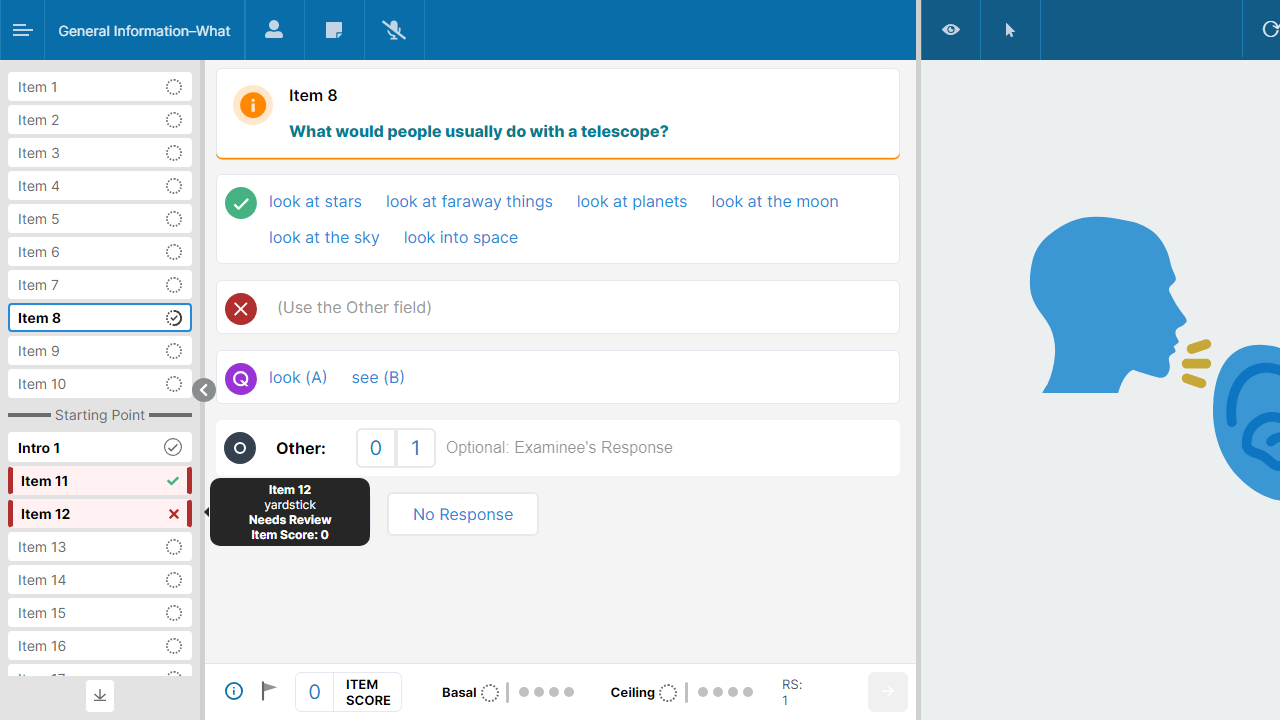 General Information–What
Item 1
Item 2
Item 3
Item 4
Item 5
Item 6
Item 7
Item 8
Item 9
Item 10
Starting Point
Intro 1
Item 11
Item 12
Item 13
Item 14
Item 15
Item 16
Item 8
What would people usually do with a telescope?
look at stars look at faraway things look at planets look at the moon
look at the sky look into space
(Use the Other field)
Q look (A) see (B)
Other: 0 1 Optional: Examinee's Response
Item 12
yardstick
Needs Review
Item Score: 0
No Response
0 ITEM SCORE
Basal
Ceiling
RS:
1